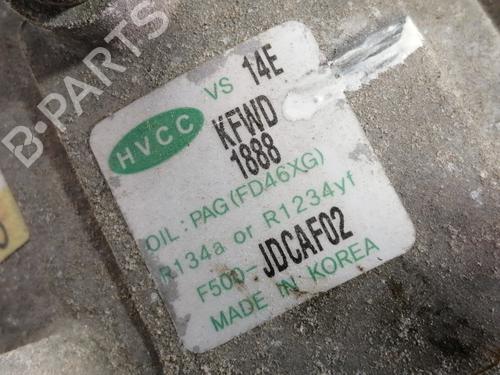 B-PARTS
HVCC
VS 14E
KFWD
1888
OIL : PAG (FD46XG)
R134a or R1234yf
F500-JDCAF02
MADE IN KOREA